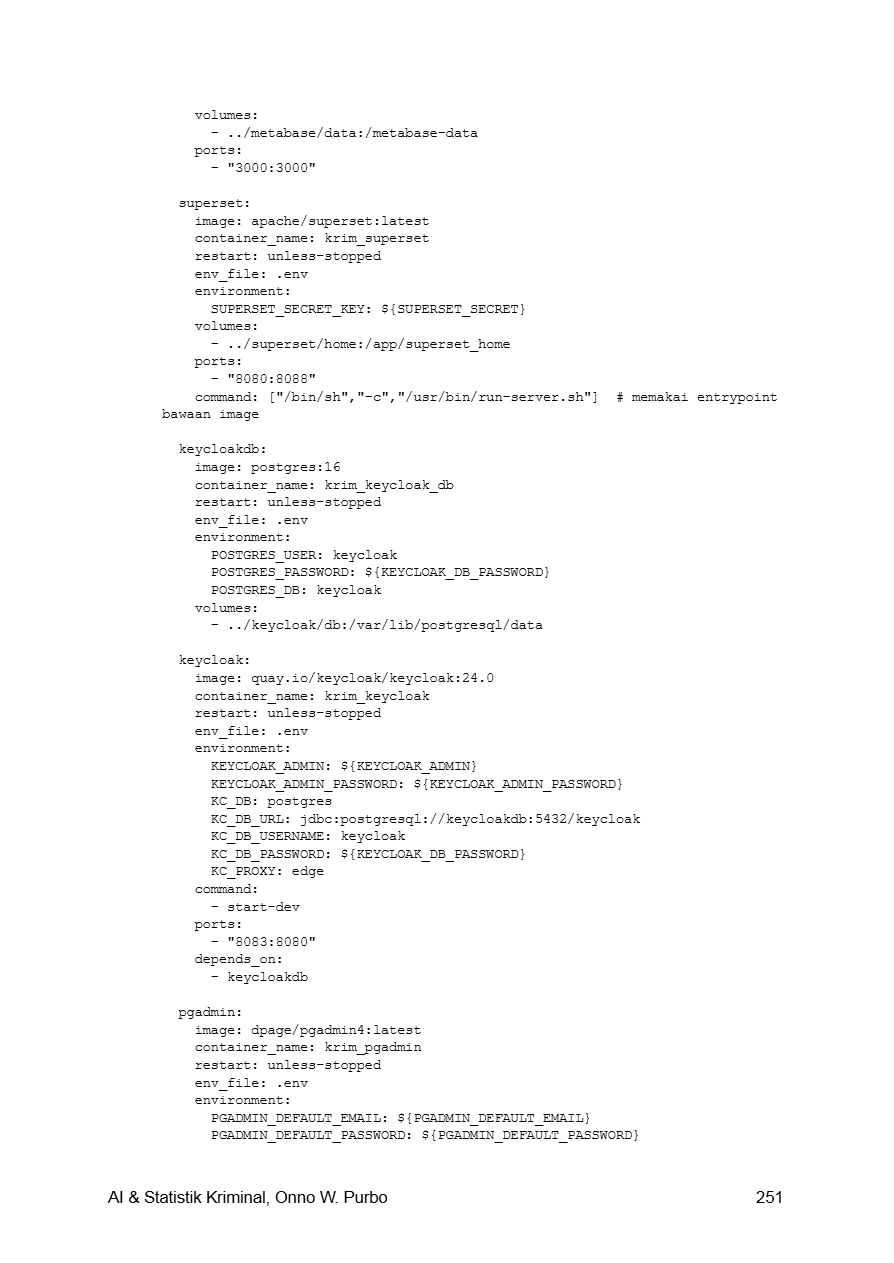 volumes:
      - ../metabase/data:/metabase-data
    ports:
      - "3000:3000"

  superset:
    image: apache/superset:latest
    container_name: krim_superset
    restart: unless-stopped
    env_file: .env
    environment:
      SUPERSET_SECRET_KEY: ${SUPERSET_SECRET}
    volumes:
      - ../superset/home:/app/superset_home
    ports:
      - "8080:8088"
    command: ["/bin/sh","-c","/usr/bin/run-server.sh"]  # memakai entrypoint
bawaan image

  keycloakdb:
    image: postgres:16
    container_name: krim_keycloak_db
    restart: unless-stopped
    env_file: .env
    environment:
      POSTGRES_USER: keycloak
      POSTGRES_PASSWORD: ${KEYCLOAK_DB_PASSWORD}
      POSTGRES_DB: keycloak
    volumes:
      - ../keycloak/db:/var/lib/postgresql/data

  keycloak:
    image: quay.io/keycloak/keycloak:24.0
    container_name: krim_keycloak
    restart: unless-stopped
    env_file: .env
    environment:
      KEYCLOAK_ADMIN: ${KEYCLOAK_ADMIN}
      KEYCLOAK_ADMIN_PASSWORD: ${KEYCLOAK_ADMIN_PASSWORD}
      KC_DB: postgres
      KC_DB_URL: jdbc:postgresql://keycloakdb:5432/keycloak
      KC_DB_USERNAME: keycloak
      KC_DB_PASSWORD: ${KEYCLOAK_DB_PASSWORD}
      KC_PROXY: edge
    command:
      - start-dev
    ports:
      - "8083:8080"
    depends_on:
      - keycloakdb

  pgadmin:
    image: dpage/pgadmin4:latest
    container_name: krim_pgadmin
    restart: unless-stopped
    env_file: .env
    environment:
      PGADMIN_DEFAULT_EMAIL: ${PGADMIN_DEFAULT_EMAIL}
      PGADMIN_DEFAULT_PASSWORD: ${PGADMIN_DEFAULT_PASSWORD}

AI & Statistik Kriminal, Onno W. Purbo 251